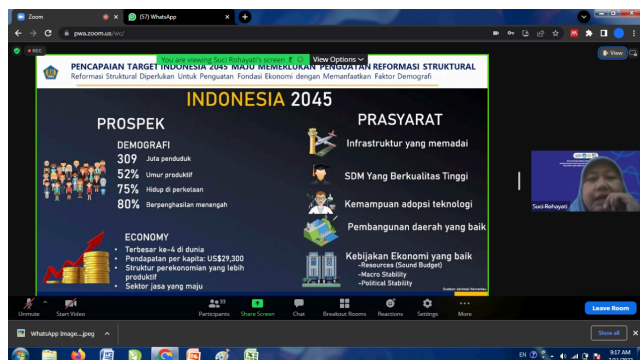 Zoom
(57) WhatsApp
pwa.zoom.us/wc/
REC
You are viewing Suci Rohayati's screen
View Options
View
PENCAPAIAN TARGET INDONESIA 2045 MAJU MEMERLUKAN PENGUATAN REFORMASI STRUKTURAL
Reformasi Struktural Diperlukan Untuk Penguatan Fondasi Ekonomi dengan Memanfaatkan Faktor Demografi
INDONESIA 2045
PROSPEK
DEMOGRAFI
309 Juta penduduk
52% Umur produktif
75% Hidup di perkotaan
80% Berpenghasilan menengah
ECONOMY
• Terbesar ke-4 di dunia
• Pendapatan per kapita: US$29,300
• Struktur perekonomian yang lebih
produktif
• Sektor jasa yang maju
PRASYARAT
Infrastruktur yang memadai
SDM Yang Berkualitas Tinggi
Kemampuan adopsi teknologi
Pembangunan daerah yang baik
Kebijakan Ekonomi yang baik
-Resources (Sound Budget)
-Macro Stability
-Political Stability
Suci-Rohayati
Unmute
Start Video
33
Participants
Share Screen
Chat
Breakout Rooms
Reactions
Settings
More
Leave Room
WhatsApp Image....jpeg
Show all
EN
9:17 AM